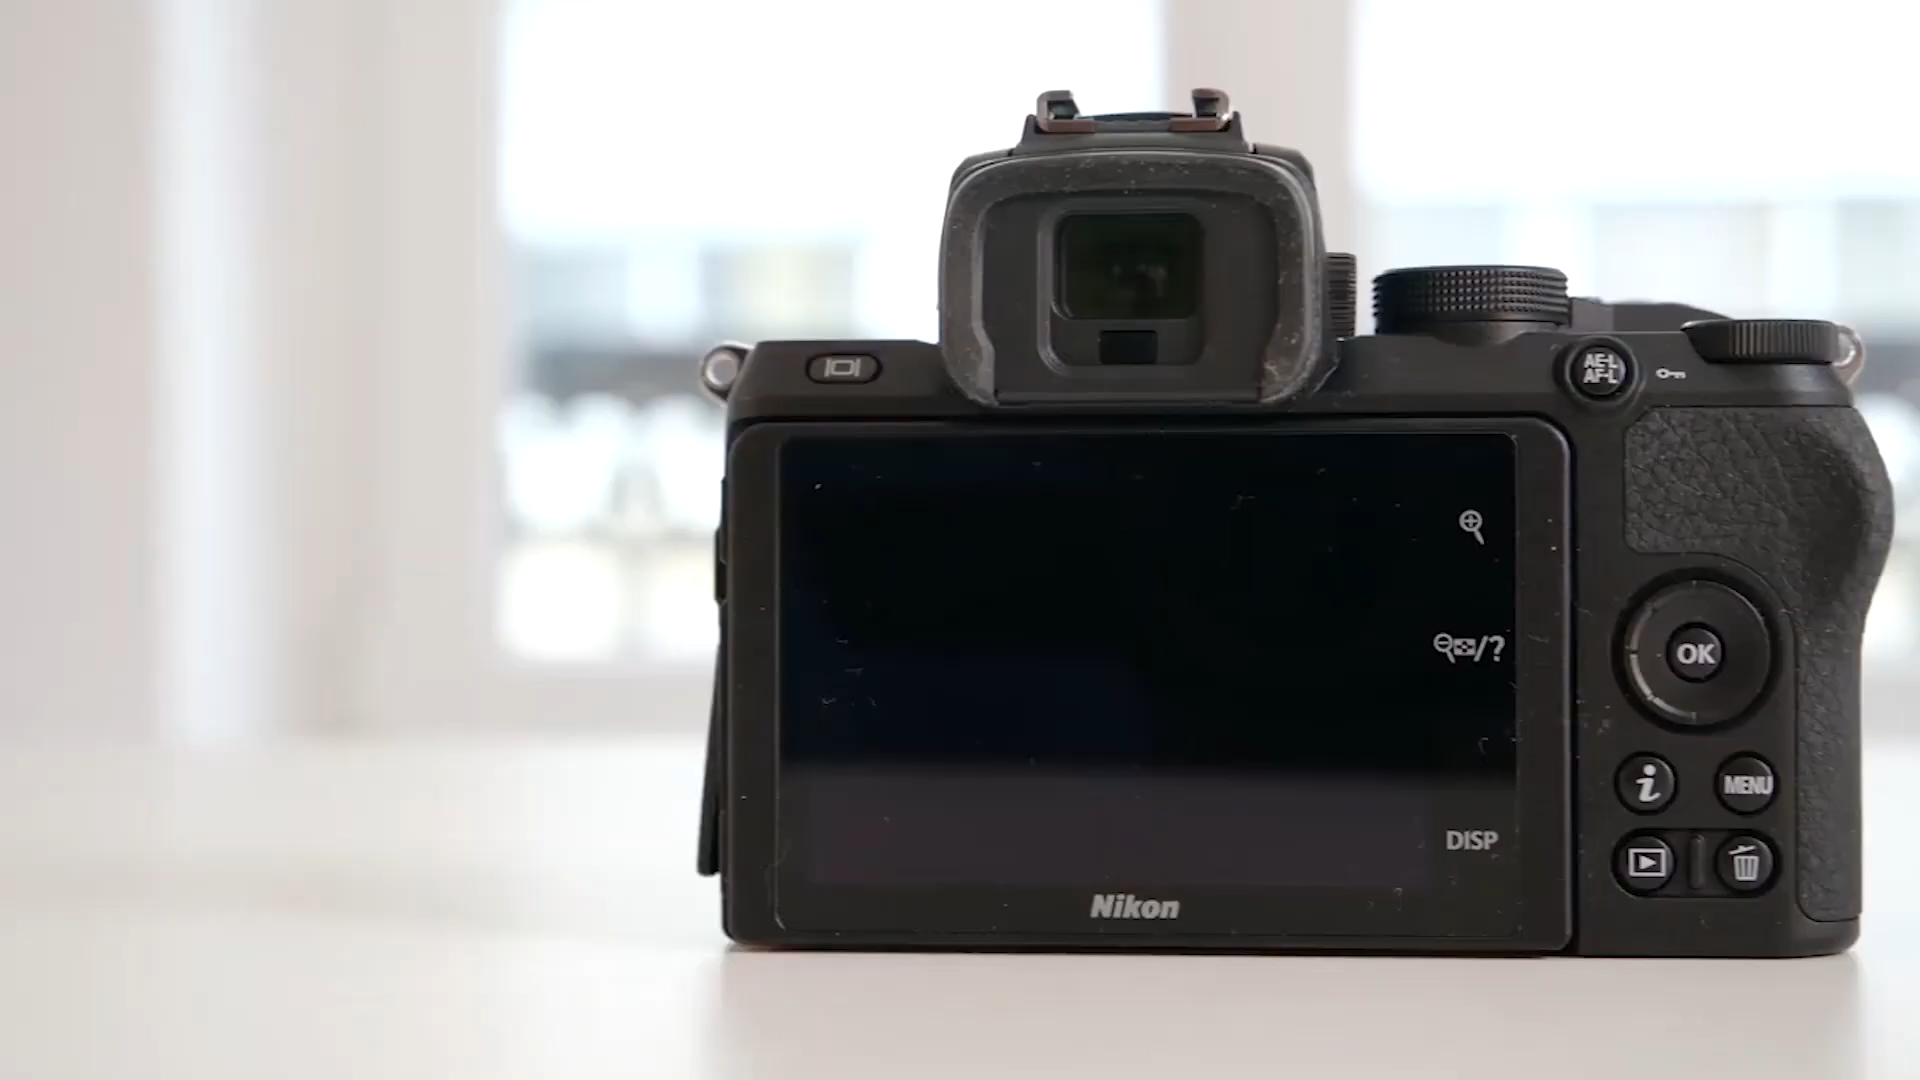 AE-L
AF-L
/?
OK
i
MENU
DISP
Nikon